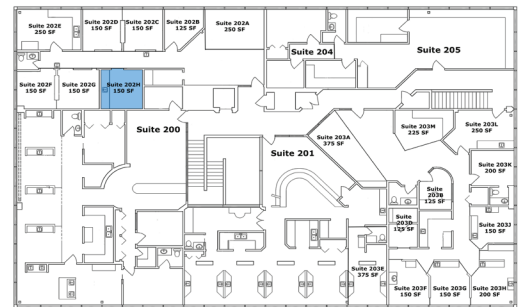 Suite 202E
250 SF
Suite 202D
150 SF
Suite 202C
150 SF
Suite 202B
125 SF
Suite 202A
250 SF
Suite 204
Suite 205
Suite 202F
150 SF
Suite 202G
150 SF
Suite 202H
150 SF
Suite 200
Suite 201
Suite 203A
375 SF
Suite 203M
225 SF
Suite 203L
250 SF
Suite 203K
200 SF
Suite 203B
125 SF
Suite 203D
125 SF
Suite 203J
150 SF
Suite 203E
375 SF
Suite 203F
150 SF
Suite 203G
150 SF
Suite 203H
200 SF